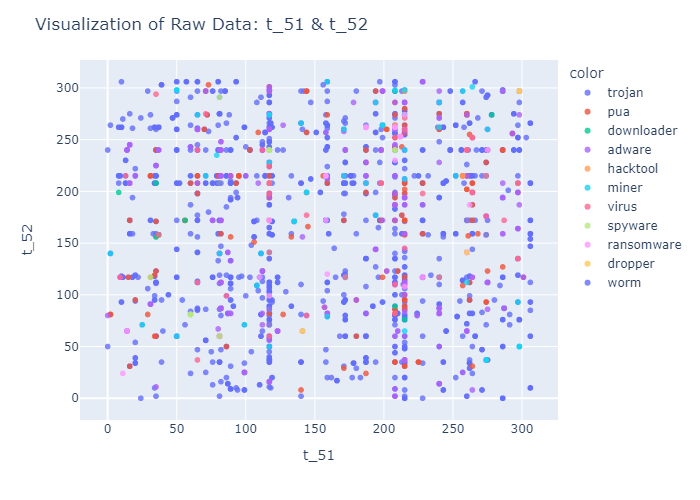 Visualization of Raw Data: t_51 & t_52
color
trojan
pua
downloader
adware
hacktool
miner
virus
spyware
ransomware
dropper
worm
t_52
300
250
200
150
100
50
0
0 50 100 150 200 250 300
t_51